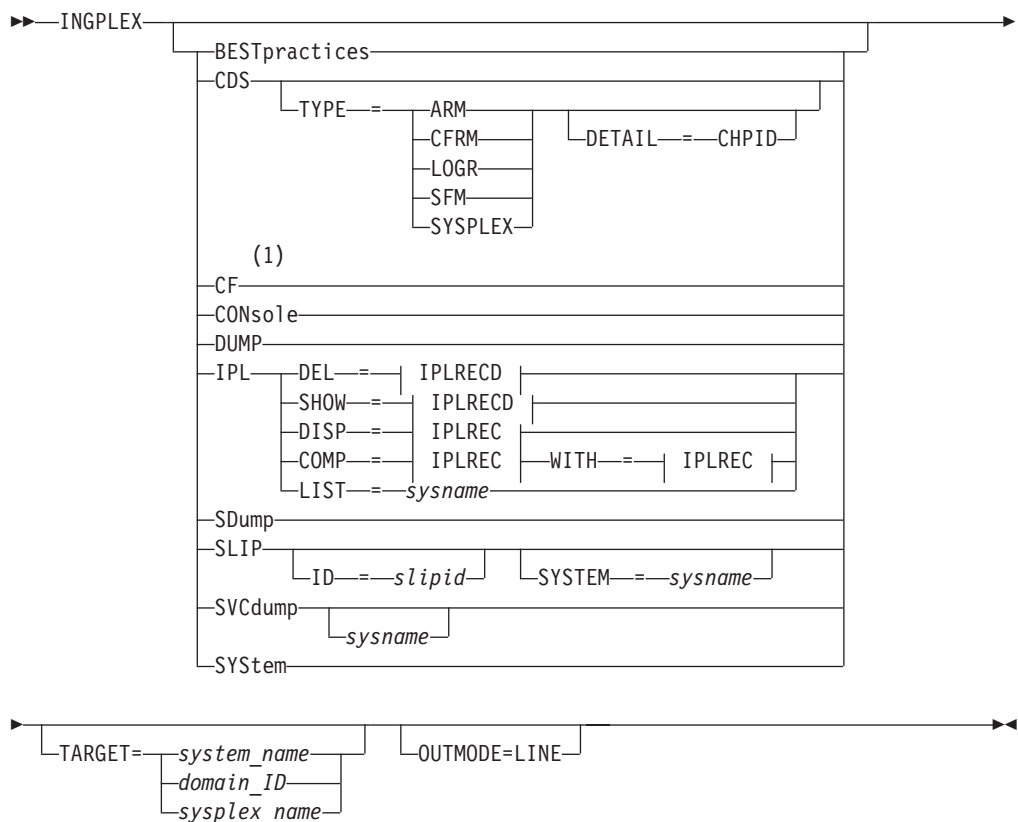 INGPLEX
BESTpractices
CDS
TYPE = ARM
CFRM DETAIL = CHPID
LOGR
SFM
SYSPLEX
(1)
CF
CONsole
DUMP
IPL DEL = IPLRECD
SHOW = IPLRECD
DISP = IPLREC
COMP = IPLREC WITH = IPLREC
LIST = sysname
SDump
SLIP
ID = slipid SYSTEM = sysname
SVCdump
sysname
SYStem
TARGET= system_name OUTMODE=LINE
domain_ID
sysplex_name